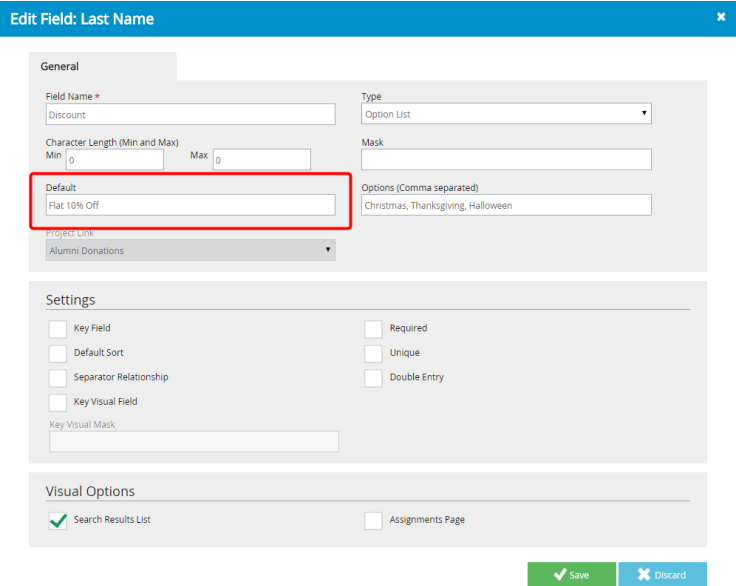 Edit Field: Last Name
General
Field Name *
Type
Discount
Option List
Character Length (Min and Max)
Mask
Min 0 Max 0
Default
Options (Comma separated)
Flat 10% Off
Christmas, Thanksgiving, Halloween
Project Link
Alumni Donations
Settings
Key Field
Required
Default Sort
Unique
Separator Relationship
Double Entry
Key Visual Field
Key Visual Mask
Visual Options
Search Results List
Assignments Page
Save
Discard